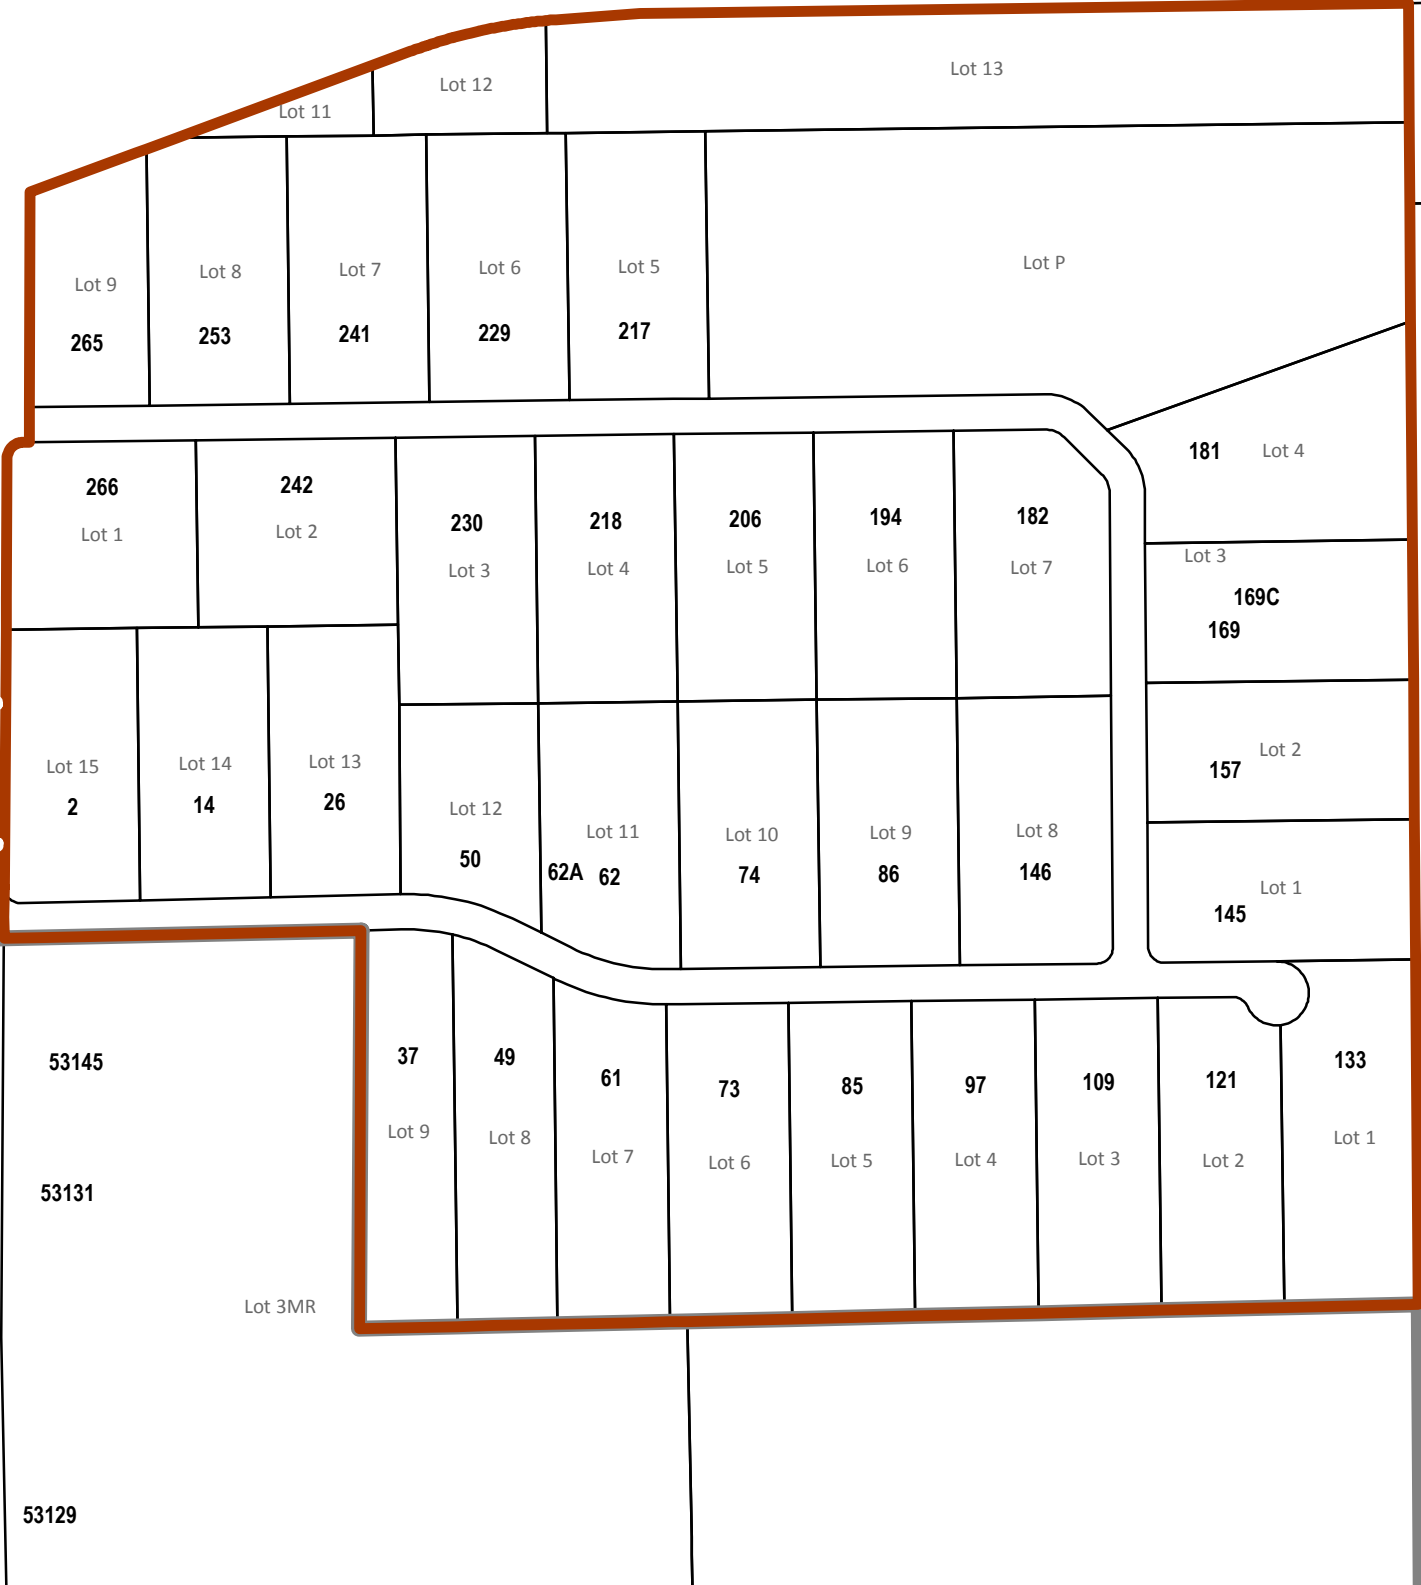 Lot 13
Lot 12
Lot 11
Lot P
Lot 9
Lot 8
Lot 7
Lot 6
Lot 5
265
253
241
229
217
181
Lot 4
266
242
230
218
206
194
182
Lot 1
Lot 2
Lot 3
Lot 4
Lot 5
Lot 6
Lot 7
Lot 3
169C
169
Lot 2
157
Lot 15
Lot 14
Lot 13
Lot 12
Lot 11
Lot 10
Lot 9
Lot 8
2
14
26
50
62A
62
74
86
146
Lot 1
145
53145
37
49
61
73
85
97
109
121
133
Lot 9
Lot 8
Lot 7
Lot 6
Lot 5
Lot 4
Lot 3
Lot 2
Lot 1
53131
Lot 3MR
53129